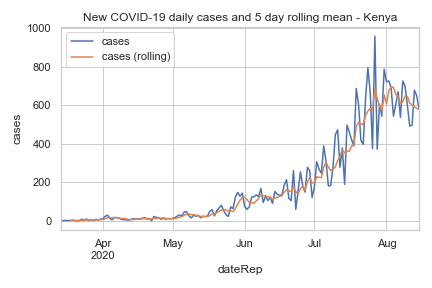 New COVID-19 daily cases and 5 day rolling mean - Kenya
cases
cases (rolling)
1000
800
600
400
200
0
cases
Apr
2020
May
Jun
Jul
Aug
dateRep